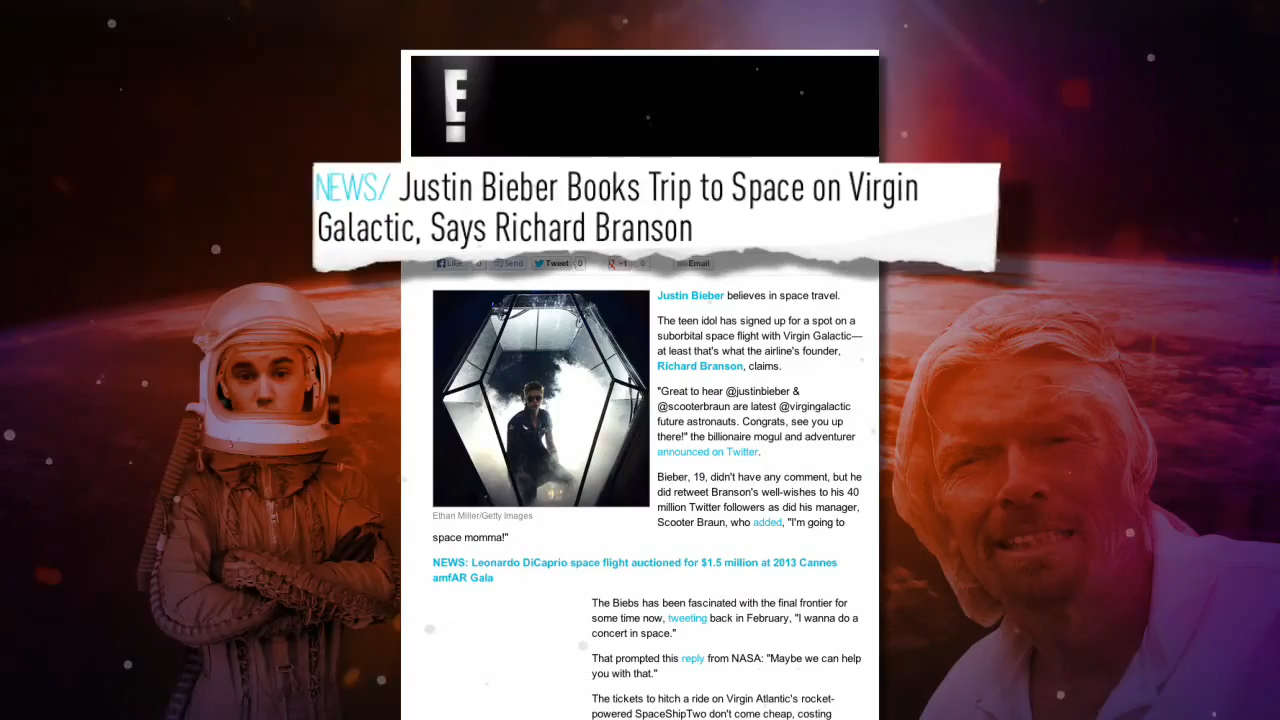 E!
NEWS/ Justin Bieber Books Trip to Space on Virgin
Galactic, Says Richard Branson
Like 0 Send Tweet 0 +1 0 Email
Justin Bieber believes in space travel.
The teen idol has signed up for a spot on a
suborbital space flight with Virgin Galactic—
at least that's what the airline's founder,
Richard Branson, claims.
"Great to hear @justinbieber &
@scooterbraun are latest @virgingalactic
future astronauts. Congrats, see you up
there!" the billionaire mogul and adventurer
announced on Twitter.
Bieber, 19, didn't have any comment, but he
did retweet Branson's well-wishes to his 40
million Twitter followers as did his manager,
Scooter Braun, who added, "I'm going to
Ethan Miller/Getty Images
space momma!"
NEWS: Leonardo DiCaprio space flight auctioned for $1.5 million at 2013 Cannes
amfAR Gala
The Biebs has been fascinated with the final frontier for
some time now, tweeting back in February, "I wanna do a
concert in space."
That prompted this reply from NASA: "Maybe we can help
you with that."
The tickets to hitch a ride on Virgin Atlantic's rocket-
powered SpaceShipTwo don't come cheap, costing